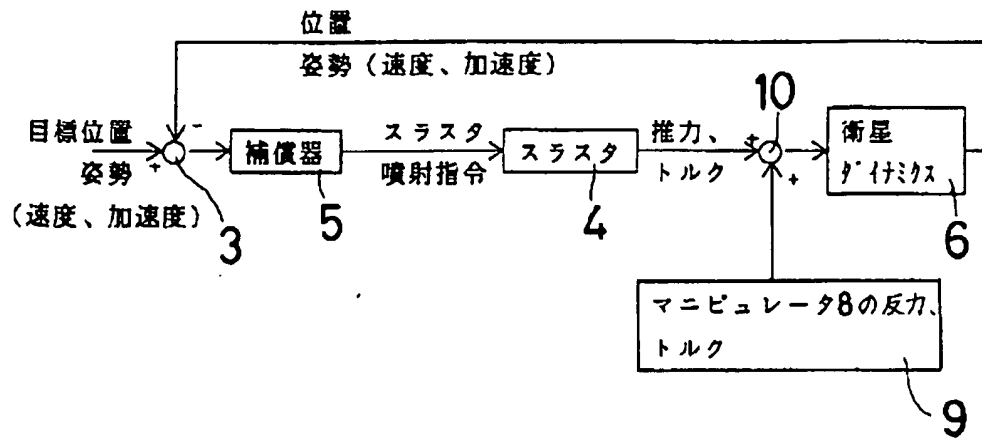 位置
姿勢（速度、加速度）
10
目標位置
姿勢
（速度、加速度）
+
-
3
補償器
5
スラスタ
噴射指令
スラスタ
4
推力、
トルク
+
+
衛星
ダイナミクス
6
マニピュレータ8の反力、
トルク
9